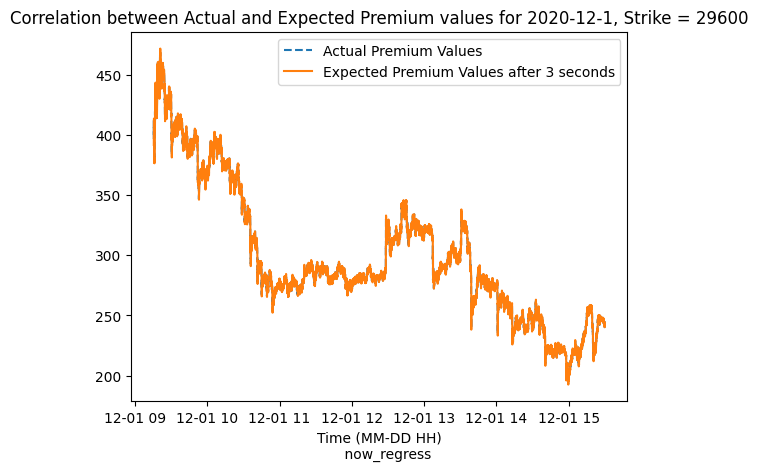 Correlation between Actual and Expected Premium values for 2020-12-1, Strike = 29600
Actual Premium Values
Expected Premium Values after 3 seconds
450
400
350
300
250
200
12-01 09 12-01 10 12-01 11 12-01 12 12-01 13 12-01 14 12-01 15
Time (MM-DD HH)
now_regress